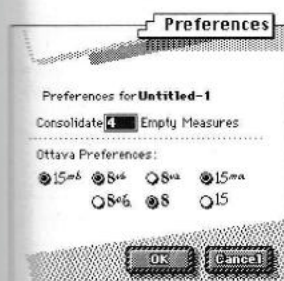 Preferences
Preferences for Untitled-1
Consolidate 4 Empty Measures
Ottava Preferences:
15mb 8vb 8va 15ma
8 15
OK Cancel